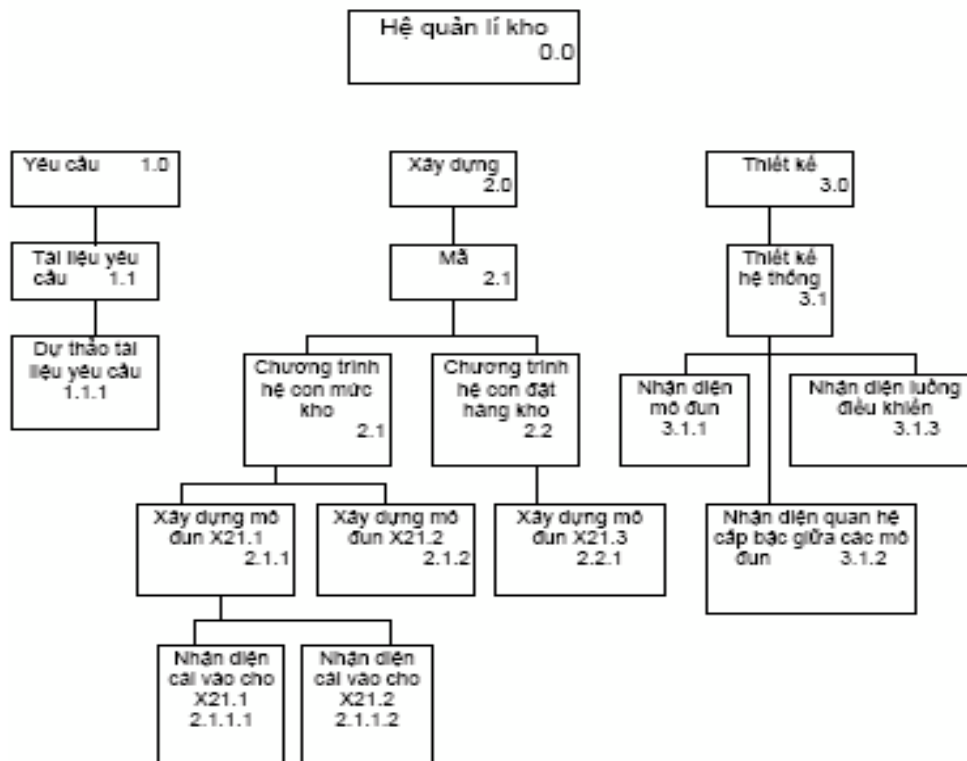 Hệ quản lí kho
0.0
Yêu cầu 1.0
Tài liệu yêu
cầu 1.1
Dự thảo tài
liệu yêu cầu
1.1.1
Xây dựng
2.0
Mã
2.1
Chương trình
hệ con mức
kho
2.1
Chương trình
hệ con đặt
hàng kho
2.2
Xây dựng mô
đun X21.1
2.1.1
Xây dựng mô
đun X21.2
2.1.2
Xây dựng mô
đun X21.3
2.2.1
Nhận diện
cái vào cho
X21.1
2.1.1.1
Nhận diện
cái vào cho
X21.2
2.1.1.2
Thiết kế
3.0
Thiết kế
hệ thống
3.1
Nhận diện
mô đun
3.1.1
Nhận diện luồng
điều khiển
3.1.3
Nhận diện quan hệ
cấp bậc giữa các mô
đun 3.1.2